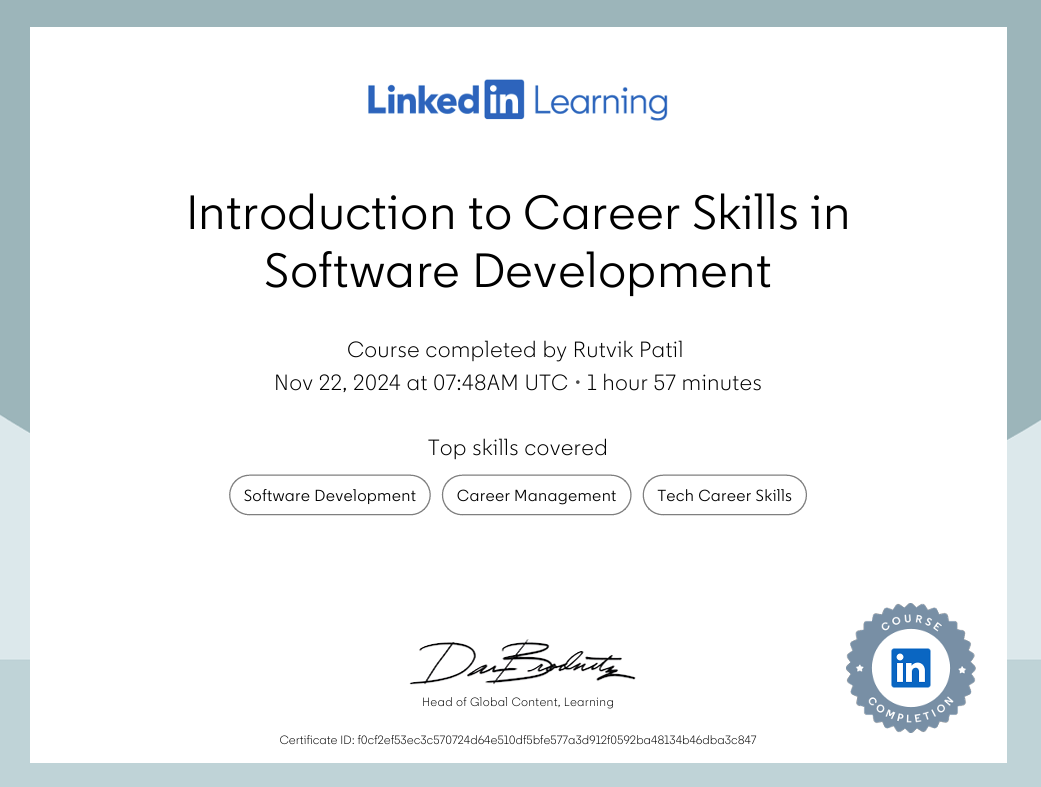 Linkedin Learning
Introduction to Career Skills in
Software Development
Course completed by Rutvik Patil
Nov 22, 2024 at 07:48AM UTC • 1 hour 57 minutes
Top skills covered
Software Development
Career Management
Tech Career Skills
Dan Brodnitz
Head of Global Content, Learning
COURSE
in
COMPLETION
Certificate ID: f0cf2ef53ec3c570724d64e510df5bfe577a3d912f0592ba48134b46dba3c847